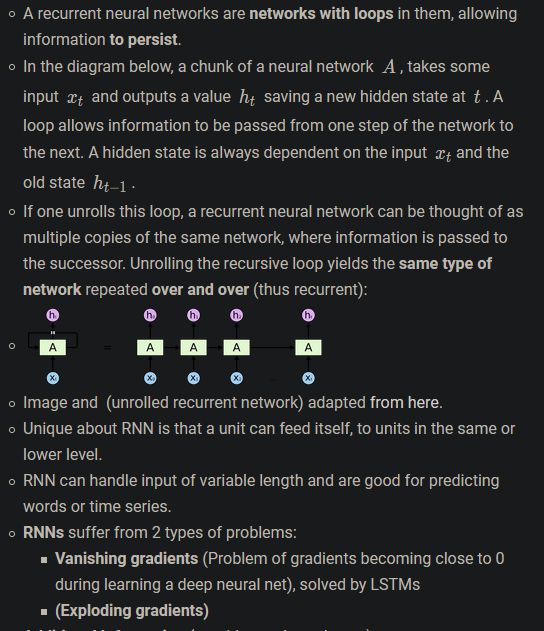 A recurrent neural networks are networks with loops in them, allowing
information to persist.
In the diagram below, a chunk of a neural network A, takes some
input xₜ and outputs a value hₜ saving a new hidden state at t. A
loop allows information to be passed from one step of the network to
the next. A hidden state is always dependent on the input xₜ and the
old state hₜ₋₁.
If one unrolls this loop, a recurrent neural network can be thought of as
multiple copies of the same network, where information is passed to
the successor. Unrolling the recursive loop yields the same type of
network repeated over and over (thus recurrent):
A = A A A A
Image and (unrolled recurrent network) adapted from here.
Unique about RNN is that a unit can feed itself, to units in the same or
lower level.
RNN can handle input of variable length and are good for predicting
words or time series.
RNNs suffer from 2 types of problems:
Vanishing gradients (Problem of gradients becoming close to 0
during learning a deep neural net), solved by LSTMs
(Exploding gradients)